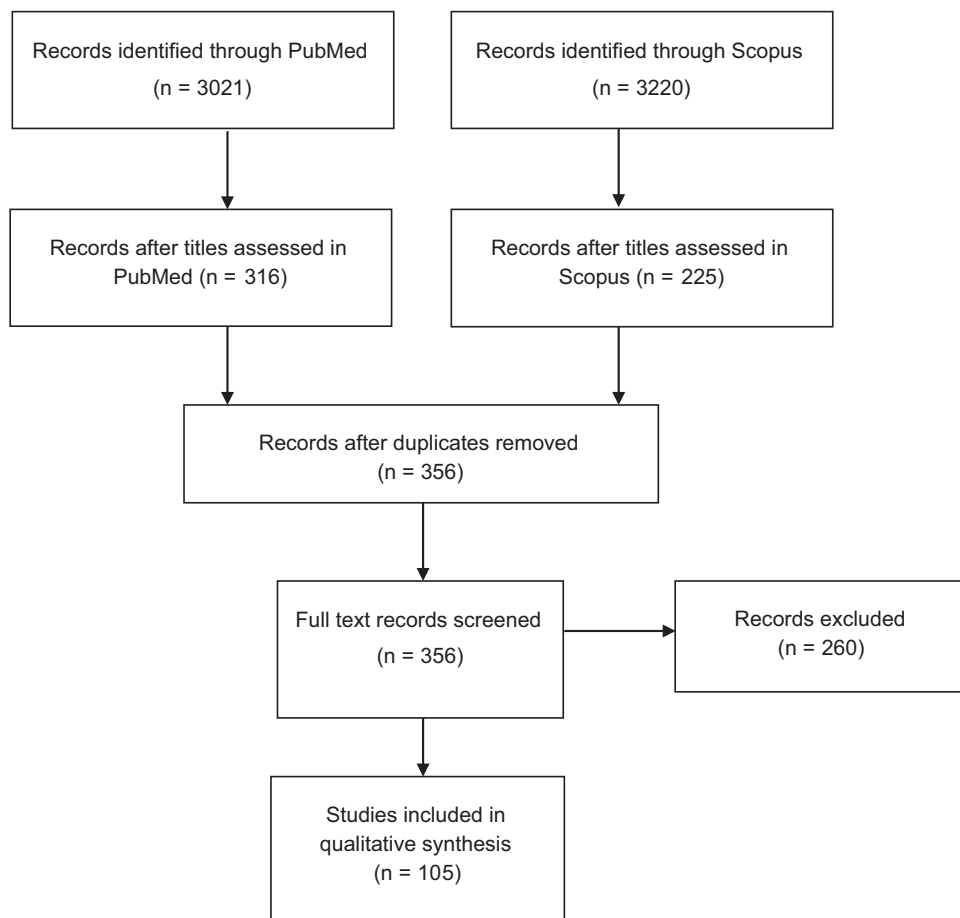 Records identified through PubMed
(n = 3021)
Records identified through Scopus
(n = 3220)
Records after titles assessed in
PubMed (n = 316)
Records after titles assessed in
Scopus (n = 225)
Records after duplicates removed
(n = 356)
Full text records screened
(n = 356)
Records excluded
(n = 260)
Studies included in
qualitative synthesis
(n = 105)